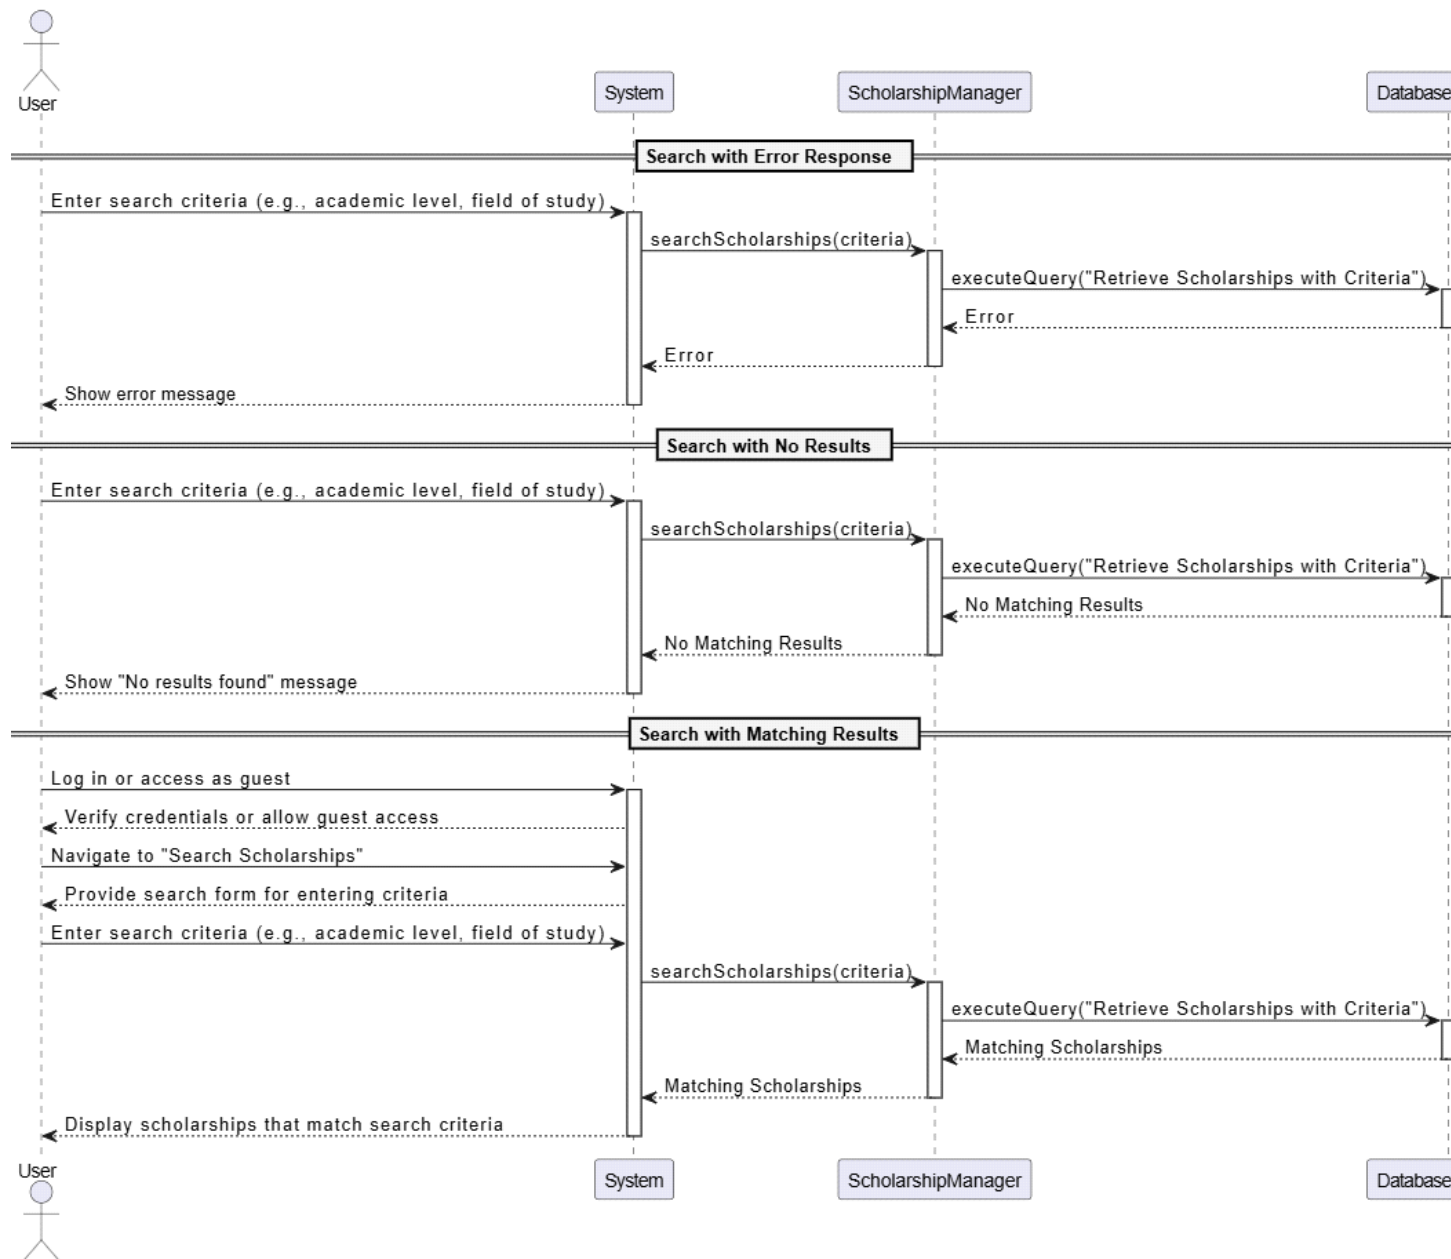 User
System
ScholarshipManager
Database
Search with Error Response
Enter search criteria (e.g., academic level, field of study)
searchScholarships(criteria)
executeQuery("Retrieve Scholarships with Criteria")
Error
Error
Show error message
Search with No Results
Enter search criteria (e.g., academic level, field of study)
searchScholarships(criteria)
executeQuery("Retrieve Scholarships with Criteria")
No Matching Results
No Matching Results
Show "No results found" message
Search with Matching Results
Log in or access as guest
Verify credentials or allow guest access
Navigate to "Search Scholarships"
Provide search form for entering criteria
Enter search criteria (e.g., academic level, field of study)
searchScholarships(criteria)
executeQuery("Retrieve Scholarships with Criteria")
Matching Scholarships
Matching Scholarships
Display scholarships that match search criteria
User
System
ScholarshipManager
Database